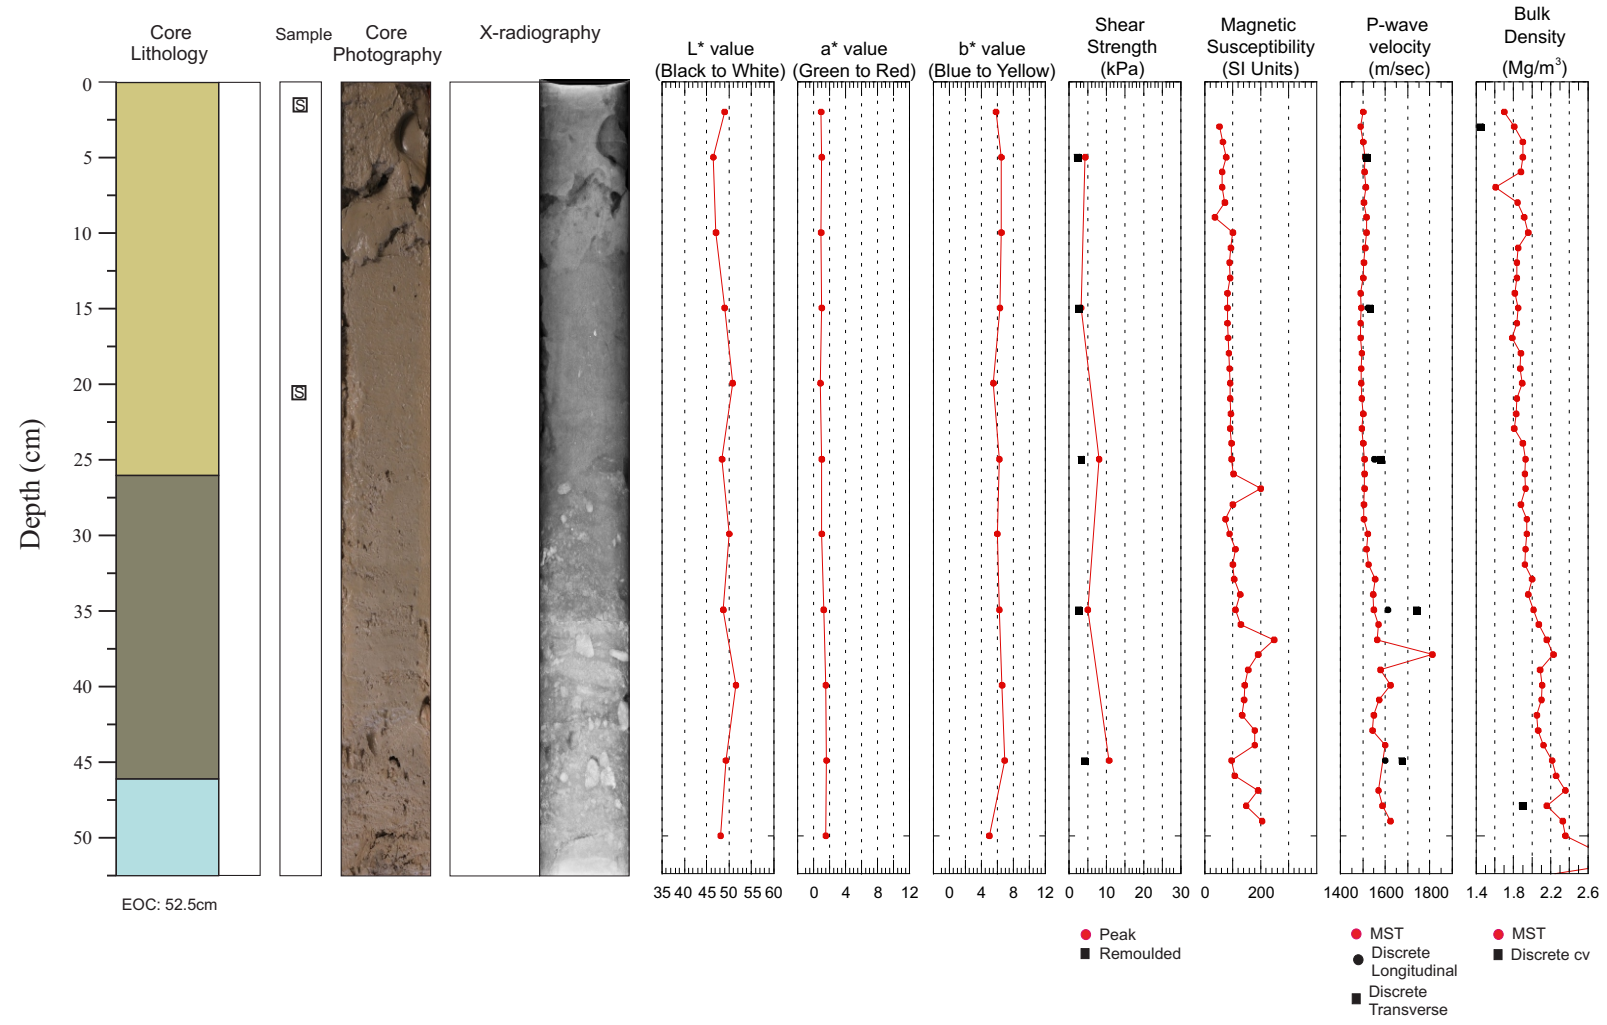 Core
Lithology
Sample
Core
Photography
X-radiography
L* value
(Black to White)
a* value
(Green to Red)
b* value
(Blue to Yellow)
Shear
Strength
(kPa)
Magnetic
Susceptibility
(SI Units)
P-wave
velocity
(m/sec)
Bulk
Density
(Mg/m³)
Depth (cm)
0
5
10
15
20
25
30
35
40
45
50
S
S
EOC: 52.5cm
35 40 45 50 55 60
0 4 8 12
0 4 8 12
0 10 20 30
0 200
1400 1600 1800
1.4 1.8 2.2 2.6
Peak
Remoulded
MST
Discrete
Longitudinal
Discrete
Transverse
MST
Discrete cv